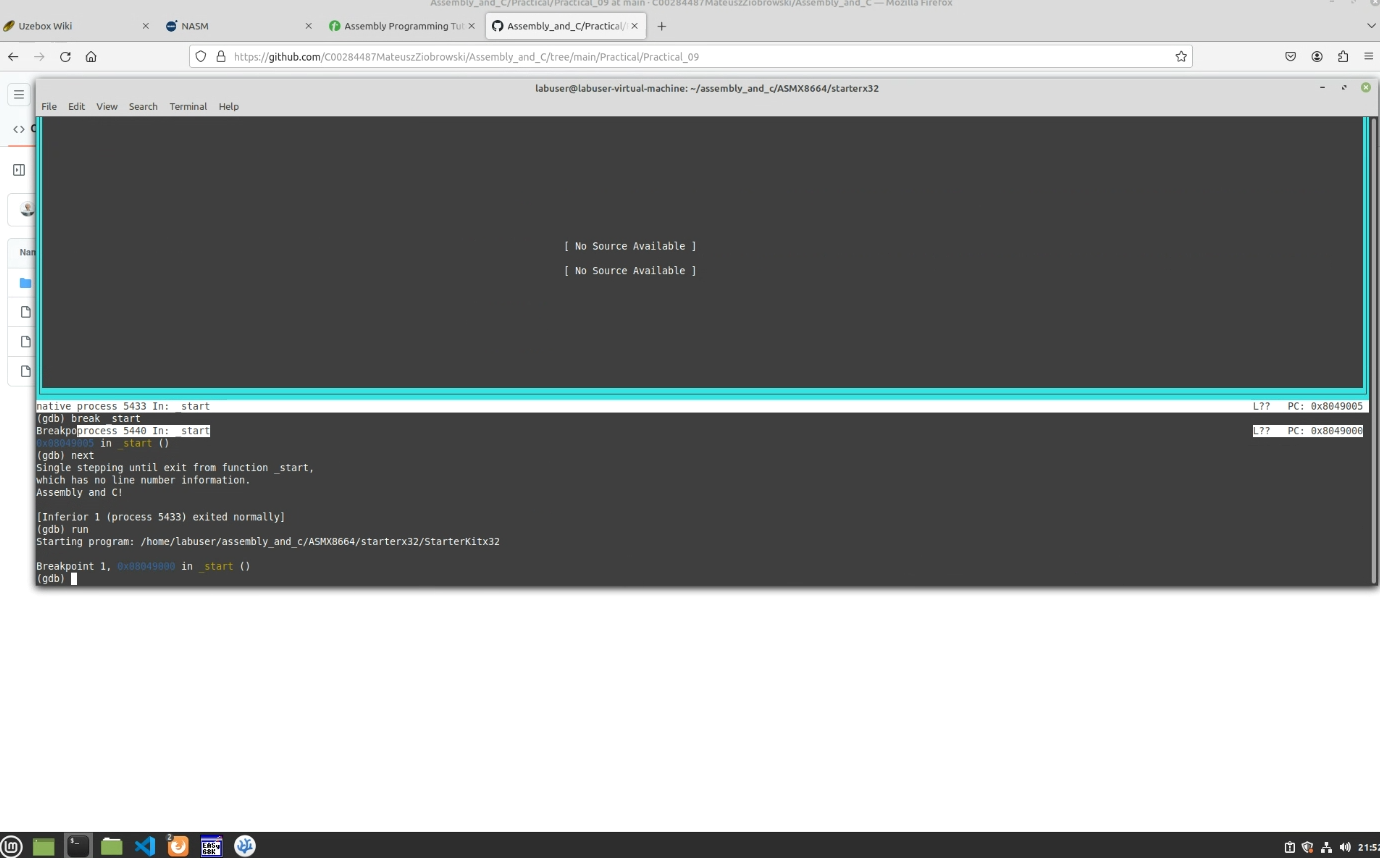 Assembly_and_C/Practical/Practical_09 at main · C00284487MateuszZiobrowski/Assembly_and_C — Mozilla Firefox
Uzebox Wiki
NASM
Assembly Programming Tut
Assembly_and_C/Practical/
https://github.com/C00284487MateuszZiobrowski/Assembly_and_C/tree/main/Practical/Practical_09
labuser@labuser-virtual-machine: ~/assembly_and_c/ASMX8664/starterx32
File Edit View Search Terminal Help
[ No Source Available ]
[ No Source Available ]
native process 5433 In: _start L?? PC: 0x8049005
(gdb) break _start
Breakpoprocess 5440 In: _start L?? PC: 0x8049000
0x08049005 in _start ()
(gdb) next
Single stepping until exit from function _start,
which has no line number information.
Assembly and C!
[Inferior 1 (process 5433) exited normally]
(gdb) run
Starting program: /home/labuser/assembly_and_c/ASMX8664/starterx32/StarterKitx32
Breakpoint 1, 0x08049000 in _start ()
(gdb)
Nam
2
EASy
68K
21:52